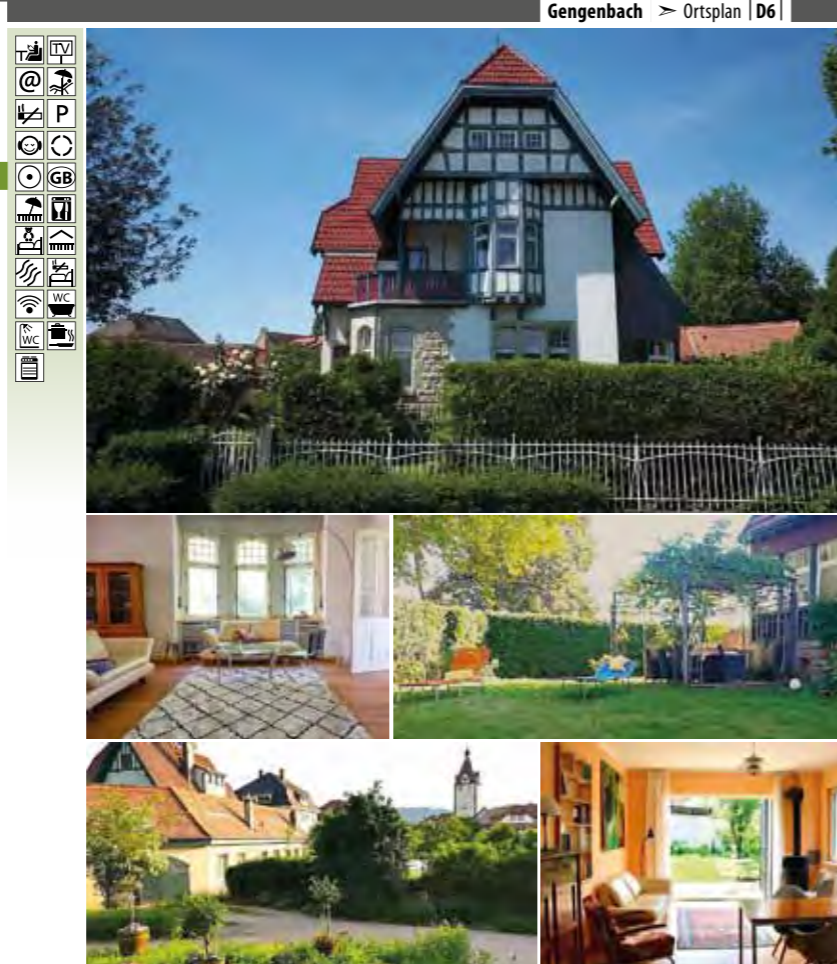 Gengenbach ➣ Ortsplan | D6 |
TV
@
P
GB
WC
WC